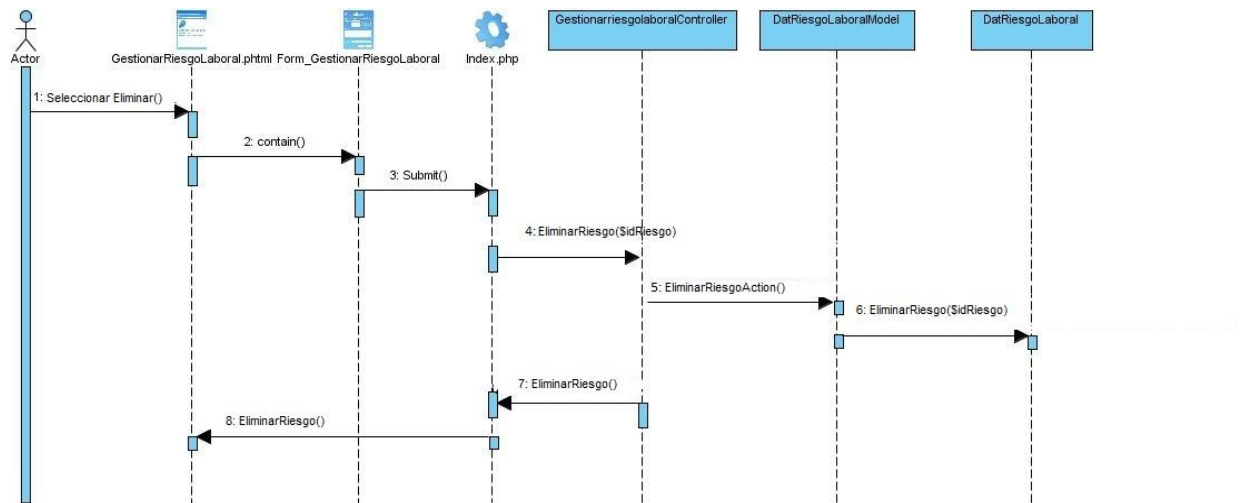 GestionarriesgolaboralController
DatRiesgoLaboralModel
DatRiesgoLaboral
Actor
GestionarRiesgoLaboral.phtml
Form_GestionarRiesgoLaboral
Index.php
1: Seleccionar Eliminar()
2: contain()
3: Submit()
4: EliminarRiesgo($idRiesgo)
5: EliminarRiesgoAction()
6: EliminarRiesgo($idRiesgo)
7: EliminarRiesgo()
8: EliminarRiesgo()